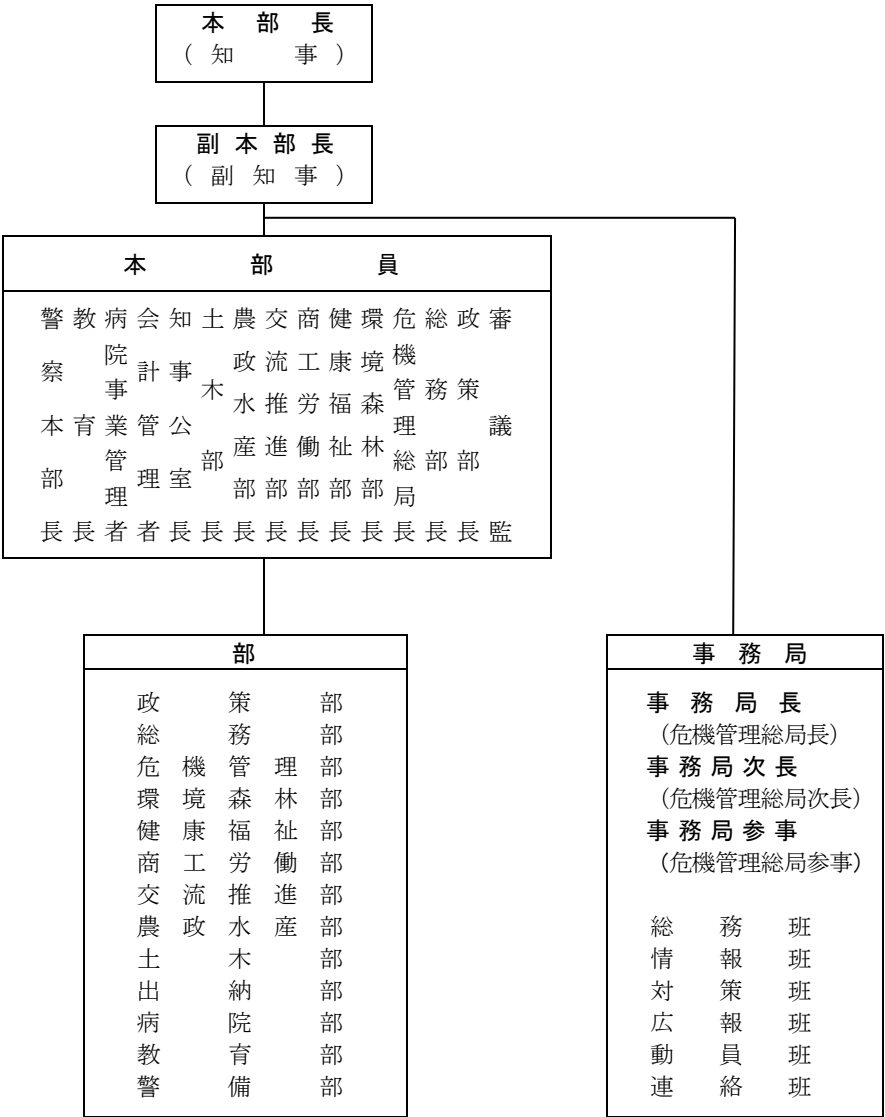 本部長
(知事)
副本部長
(副知事)
本部員
審議監
政策部長
総務部長
危機管理総局長
環境森林部長
健康福祉部長
商工労働部長
交流推進部長
農政水産部長
土木部長
知事公室長
会計管理者
病院事業管理者
教育長
警察本部長
部
政策部
総務部
危機管理部
環境森林部
健康福祉部
商工労働部
交流推進部
農政水産部
土木部
出納部
病院部
教育部
警備部
事務局
事務局長
(危機管理総局長)
事務局次長
(危機管理総局次長)
事務局参事
(危機管理総局参事)
総務班
情報班
対策班
広報班
動員班
連絡班